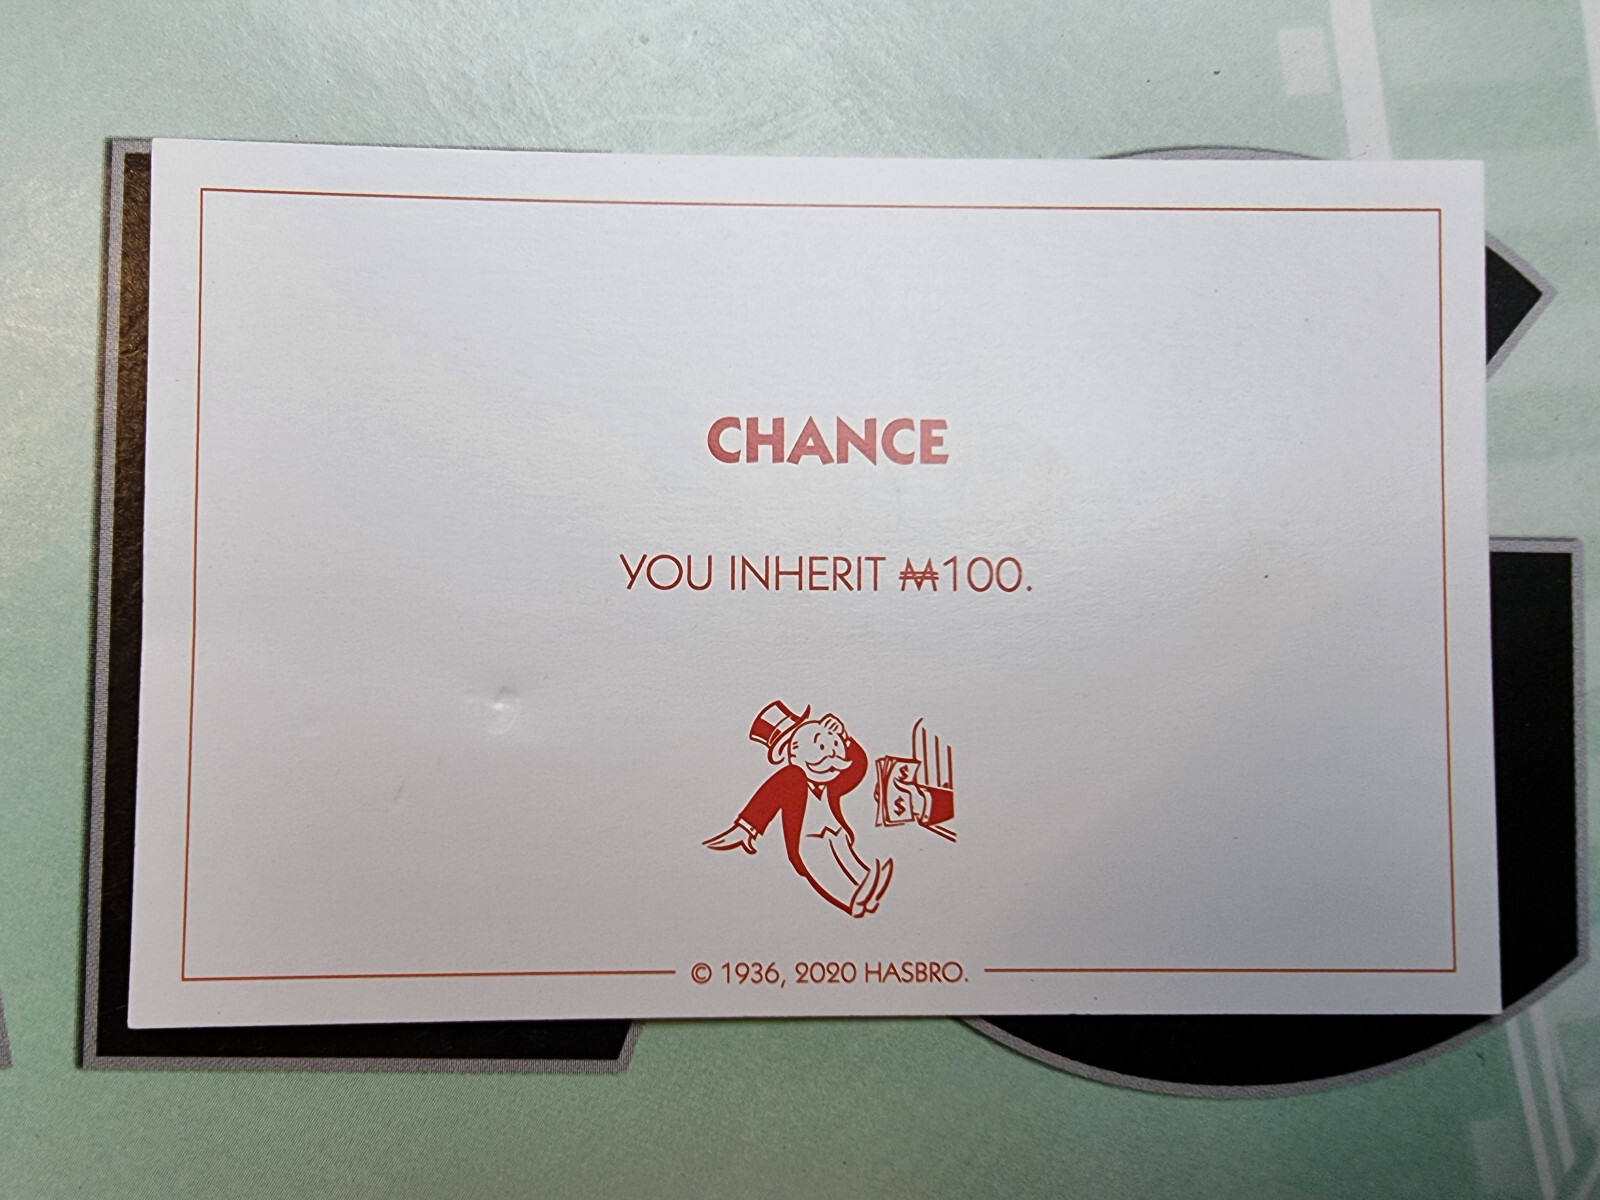 CHANCE
YOU INHERIT ₩100.
$
$
© 1936, 2020 HASBRO.